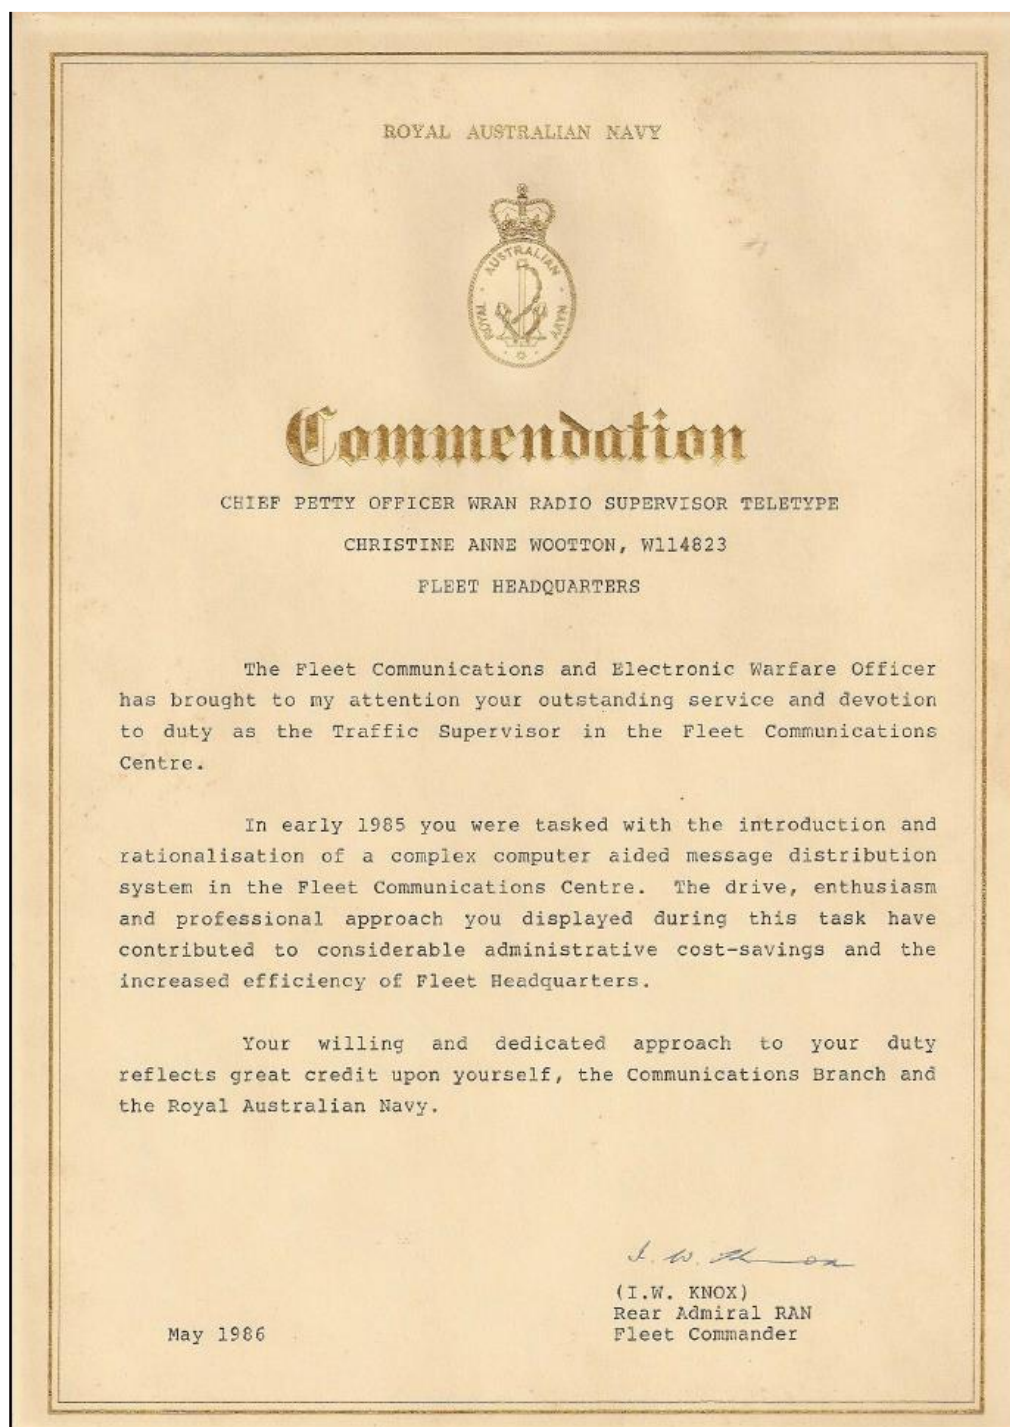 ROYAL AUSTRALIAN NAVY
ROYAL AUSTRALIAN NAVY
Commendation
CHIEF PETTY OFFICER WRAN RADIO SUPERVISOR TELETYPE
CHRISTINE ANNE WOOTTON, W114823
FLEET HEADQUARTERS
The Fleet Communications and Electronic Warfare Officer
has brought to my attention your outstanding service and devotion
to duty as the Traffic Supervisor in the Fleet Communications
Centre.
In early 1985 you were tasked with the introduction and
rationalisation of a complex computer aided message distribution
system in the Fleet Communications Centre. The drive, enthusiasm
and professional approach you displayed during this task have
contributed to considerable administrative cost-savings and the
increased efficiency of Fleet Headquarters.
Your willing and dedicated approach to your duty
reflects great credit upon yourself, the Communications Branch and
the Royal Australian Navy.
I. W. Knox
(I.W. KNOX)
Rear Admiral RAN
May 1986 Fleet Commander